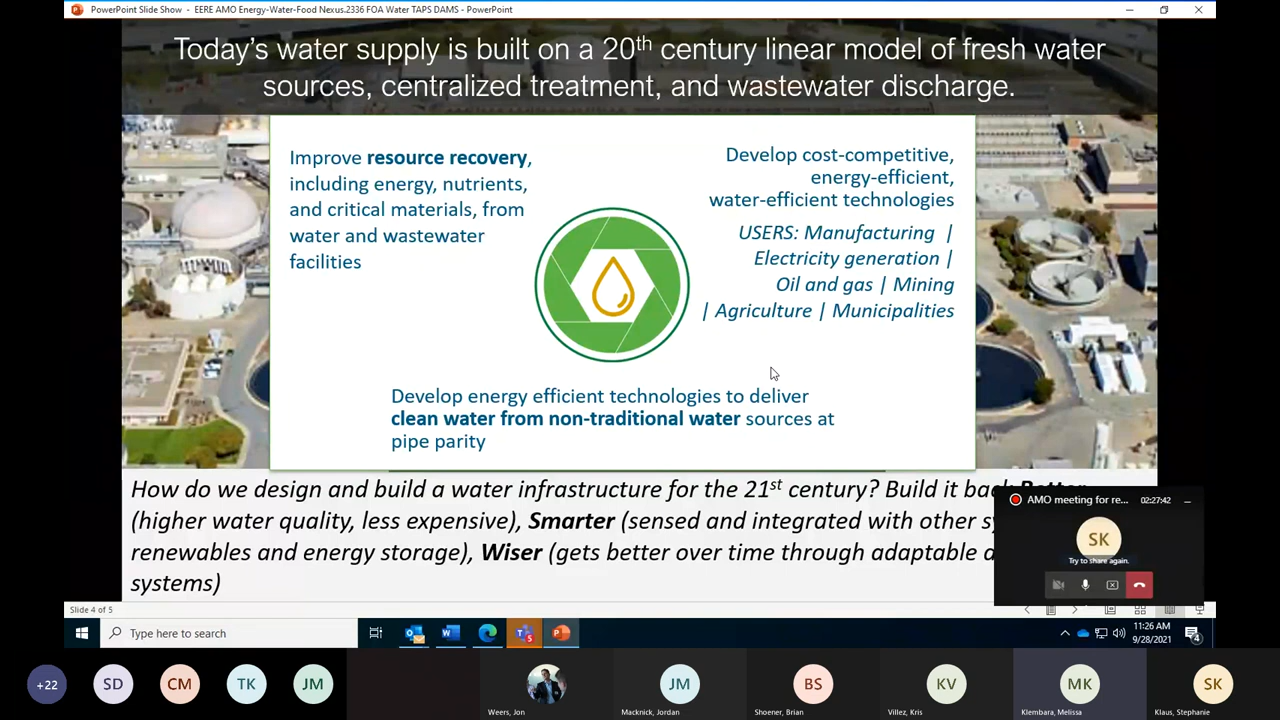 PowerPoint Slide Show - EERE AMO Energy-Water-Food Nexus.2336 FOA Water TAPS DAMS - PowerPoint
Today's water supply is built on a 20th century linear model of fresh water
sources, centralized treatment, and wastewater discharge.
Improve resource recovery,
including energy, nutrients,
and critical materials, from
water and wastewater
facilities
Develop cost-competitive,
energy-efficient,
water-efficient technologies
USERS: Manufacturing |
Electricity generation |
Oil and gas | Mining
| Agriculture | Municipalities
Develop energy efficient technologies to deliver
clean water from non-traditional water sources at
pipe parity
How do we design and build a water infrastructure for the 21st century? Build it back Better
(higher water quality, less expensive), Smarter (sensed and integrated with other
renewables and energy storage), Wiser (gets better over time through adaptable
systems)
AMO meeting for re... 02:27:42
SK
Try to share again.
Slide 4 of 5
Type here to search
11:26 AM
9/28/2021
4
+22
SD
CM
TK
JM
JM
BS
KV
MK
SK
Weers, Jon
Macknick, Jordan
Shoener, Brian
Villez, Kris
Klembara, Melissa
Klaus, Stephanie